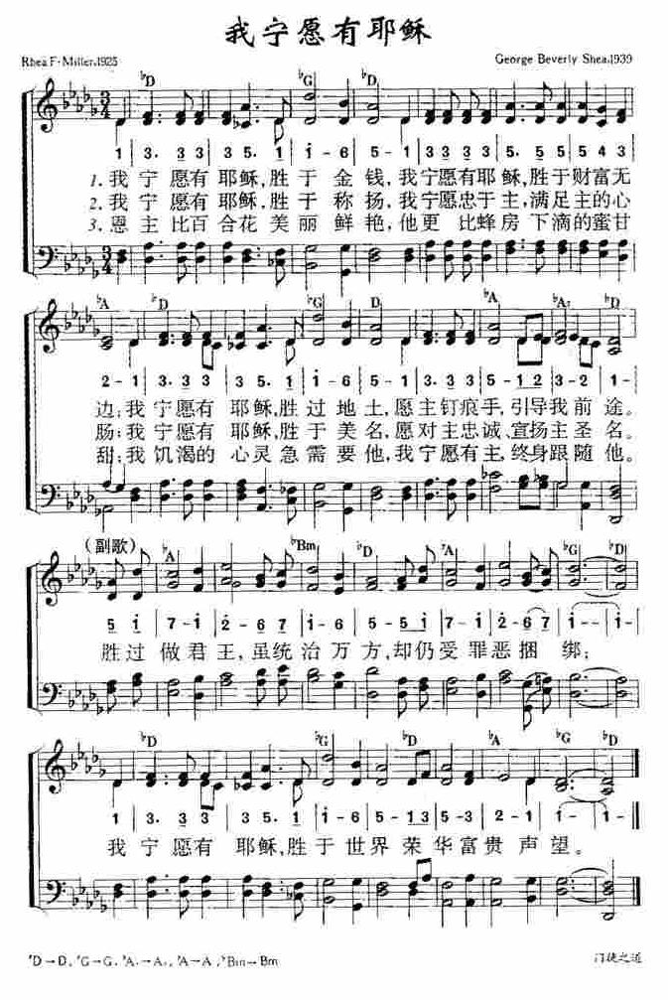 我宁愿有耶稣
Rhea F·Miller,1925 George Beverly Shea,1939
♭D ♭G ♭D ♭A
1 | 3. 3 3 | 3 5. 1 | i - 6 | 5 - 1 | 3 3 3 3 | 5. 5 5 | 5 4 3
1. 我宁愿有耶稣,胜于金钱,我宁愿有耶稣,胜于财富无
2. 我宁愿有耶稣,胜于称扬,我宁愿忠于主,满足主的心
3. 恩主比百合花美丽鲜艳,他更比蜂房下滴的蜜甘
♭A ♭D ♭G ♭D ♭A ♭A₇ ♭D
2 - 1 | 3. 3 3 | 3 5. 1 | i - 6 | 5 - 1 | 3 3 3 | 5 - 1 2 | 3 - 2 | 1 -
边;我宁愿有耶稣,胜过地土,愿主钉痕手,引导我前途。
肠;我宁愿有耶稣,胜于美名,愿对主忠诚、宣扬主圣名。
甜;我饥渴的心灵急需要他,我宁愿有主,终身跟随他。
(副歌) ♭A ♭Bm ♭D ♭A ♭G ♭D
5 i | 7 - i | 2 - 6 7 | i - 6 | 5 - 5 i | 7 - i | 2 - 6 7 | i - - | i -
胜过做君王,虽统治万方,却仍受罪恶捆绑;
♭D ♭G ♭D ♭A ♭G ♭D
1 | 3. 3 3 | 3 5. 1 | i - 6 | 5 - 1 3 | 5 - 3 | 2 - 1 | 1 - | 1 -
我宁愿有耶稣,胜于世界荣华富贵声望。
♭D→D, ♭G→G, ♭A₇→A₇, ♭A→A, ♭Bm→Bm 门徒之道